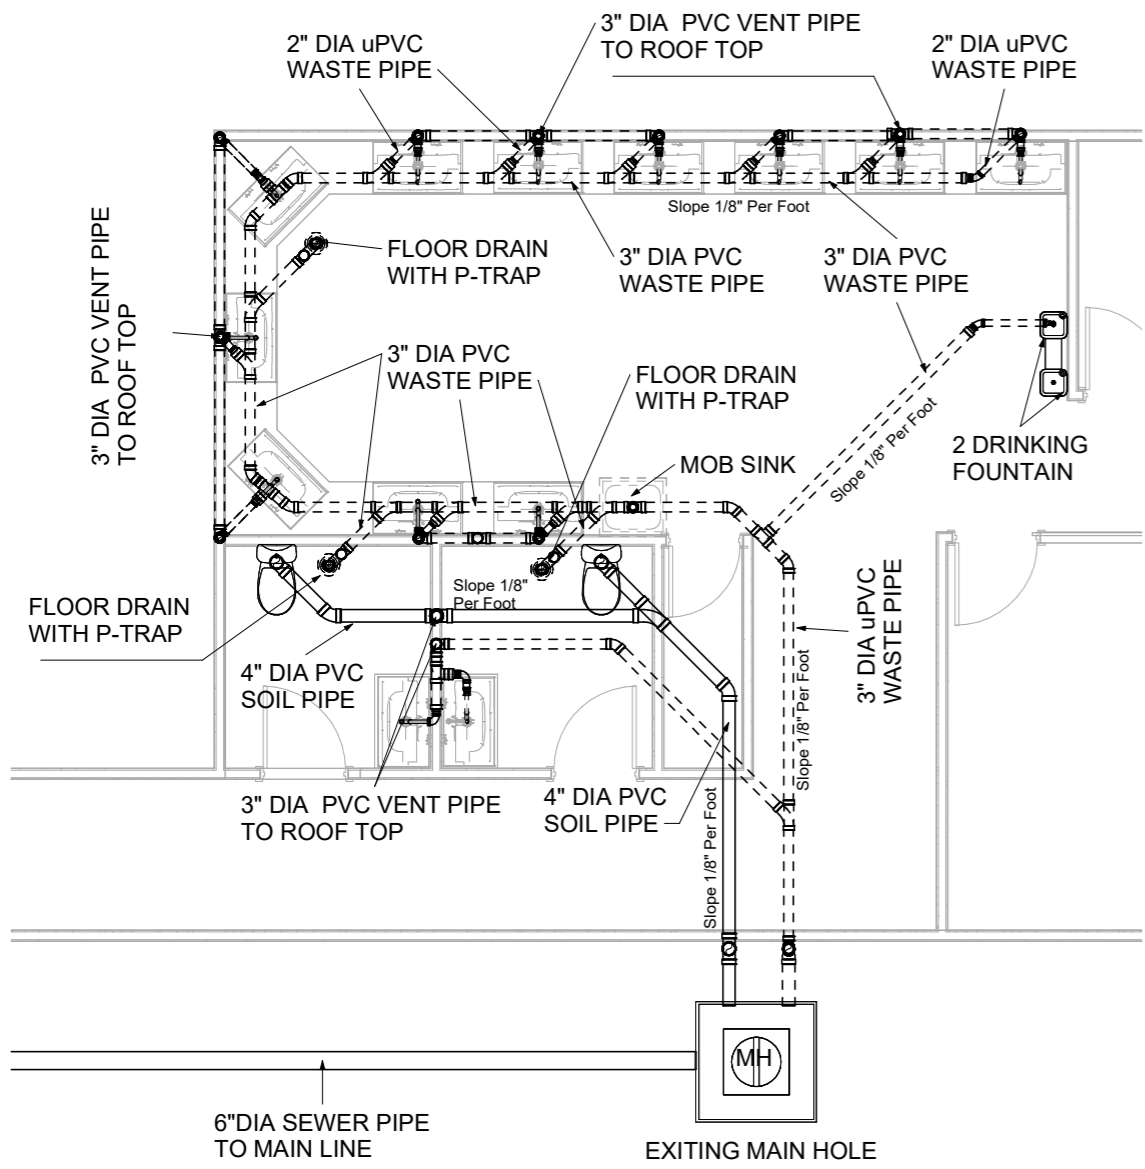 3" DIA  PVC VENT PIPE
TO ROOF TOP
2" DIA uPVC
WASTE PIPE
2" DIA uPVC
WASTE PIPE
Slope 1/8" Per Foot
FLOOR DRAIN
WITH P-TRAP
3" DIA PVC
WASTE PIPE
3" DIA PVC
WASTE PIPE
3" DIA  PVC VENT PIPE
TO ROOF TOP
3" DIA PVC
WASTE PIPE
FLOOR DRAIN
WITH P-TRAP
Slope 1/8" Per Foot
2 DRINKING
FOUNTAIN
MOB SINK
Slope 1/8"
Per Foot
FLOOR DRAIN
WITH P-TRAP
3" DIA uPVC
WASTE PIPE
4" DIA PVC
SOIL PIPE
Slope 1/8" Per Foot
3" DIA  PVC VENT PIPE
TO ROOF TOP
4" DIA PVC
SOIL PIPE
Slope 1/8" Per Foot
MH
6"DIA SEWER PIPE
TO MAIN LINE
EXITING MAIN HOLE